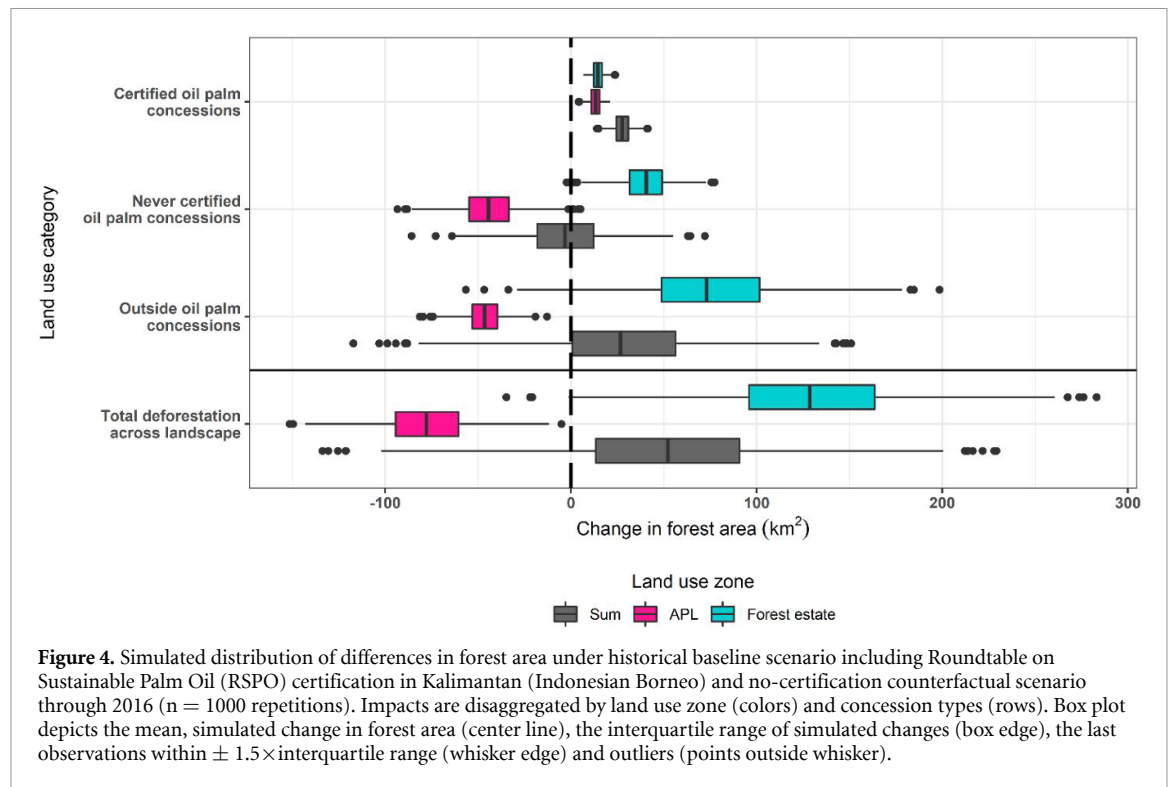 Land use category
Certified oil palm
concessions
Never certified
oil palm concessions
Outside oil palm
concessions
Total deforestation
across landscape
-100 0 100 200 300
Change in forest area (km²)
Land use zone
Sum APL Forest estate
Figure 4. Simulated distribution of differences in forest area under historical baseline scenario including Roundtable on
Sustainable Palm Oil (RSPO) certification in Kalimantan (Indonesian Borneo) and no-certification counterfactual scenario
through 2016 (n = 1000 repetitions). Impacts are disaggregated by land use zone (colors) and concession types (rows). Box plot
depicts the mean, simulated change in forest area (center line), the interquartile range of simulated changes (box edge), the last
observations within ± 1.5×interquartile range (whisker edge) and outliers (points outside whisker).